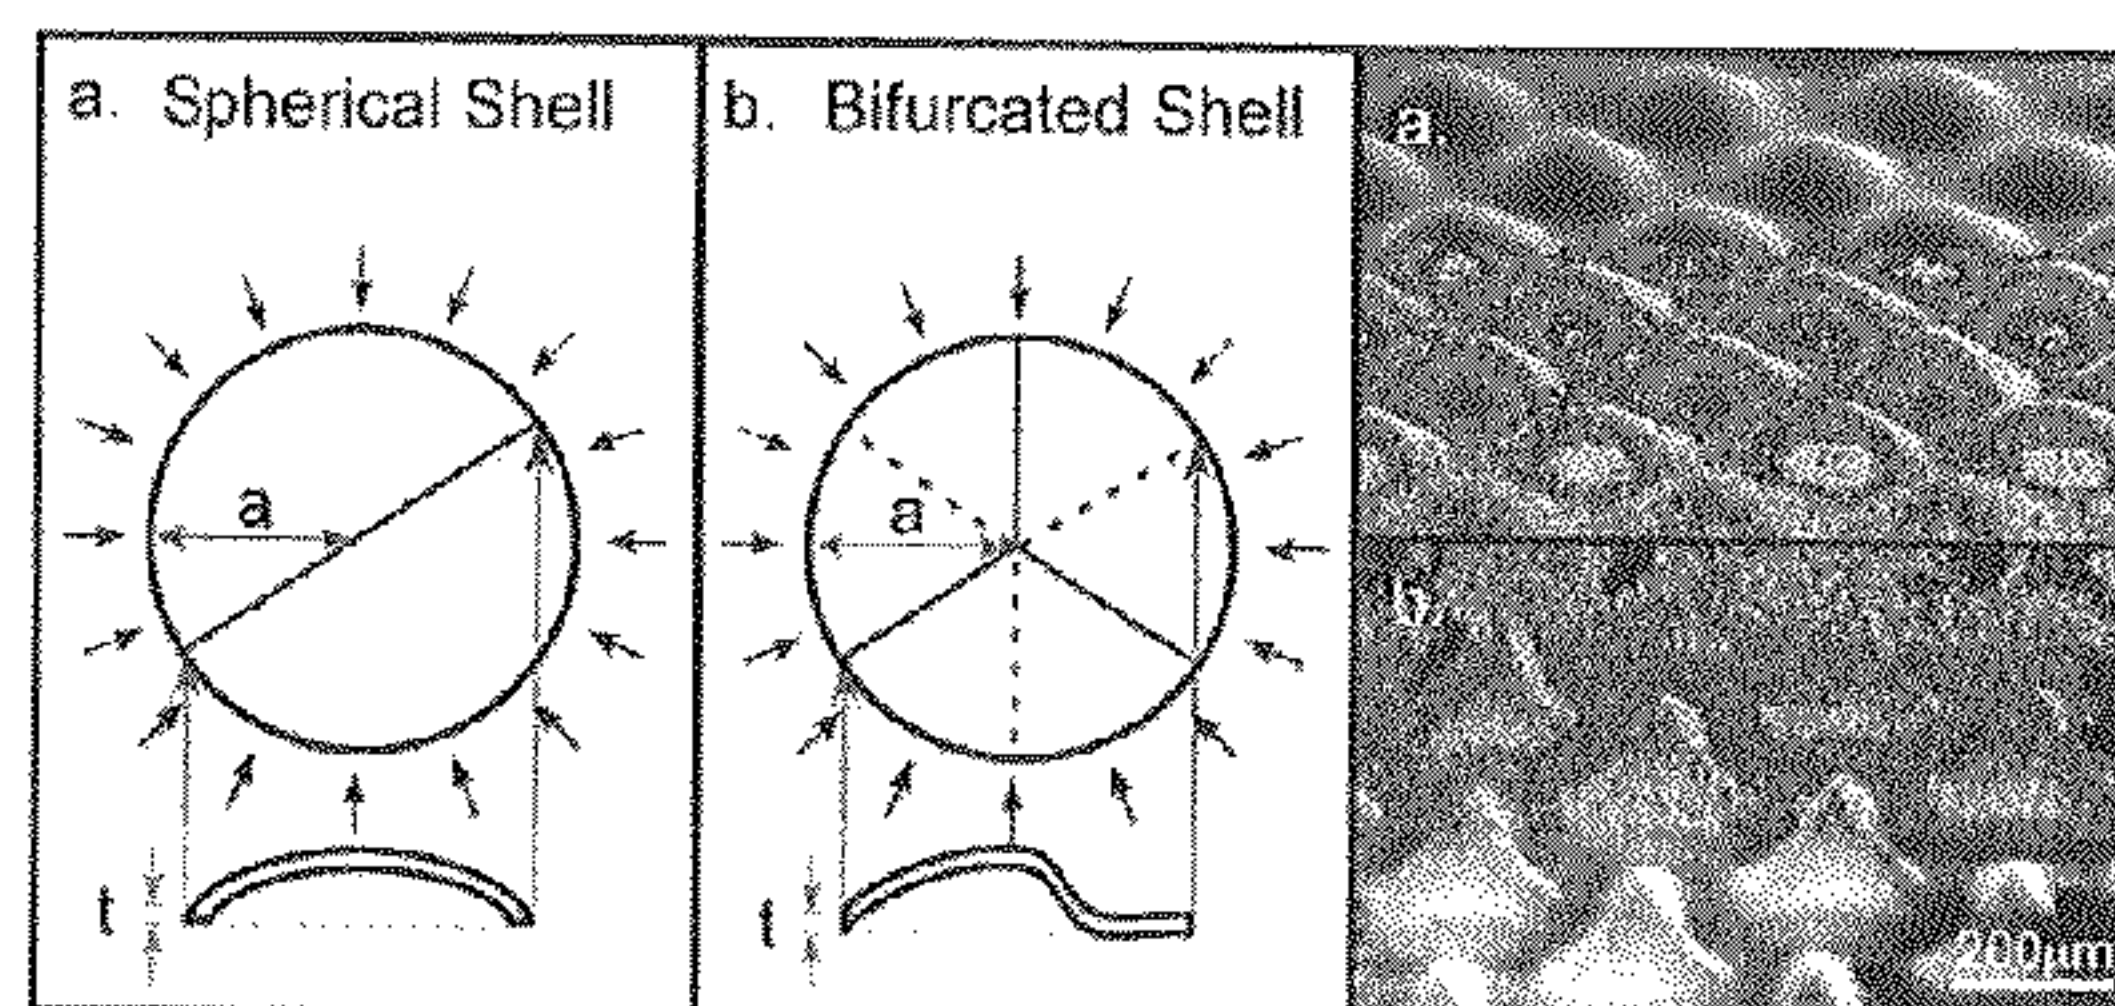 a. Spherical Shell
a
t
b. Bifurcated Shell
a
t
a.
b.
200µm